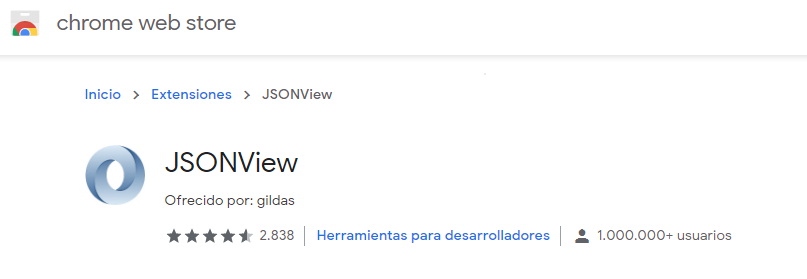 chrome web store
Inicio > Extensiones > JSONView
JSONView
Ofrecido por: gildas
2.838 | Herramientas para desarrolladores | 1.000.000+ usuarios